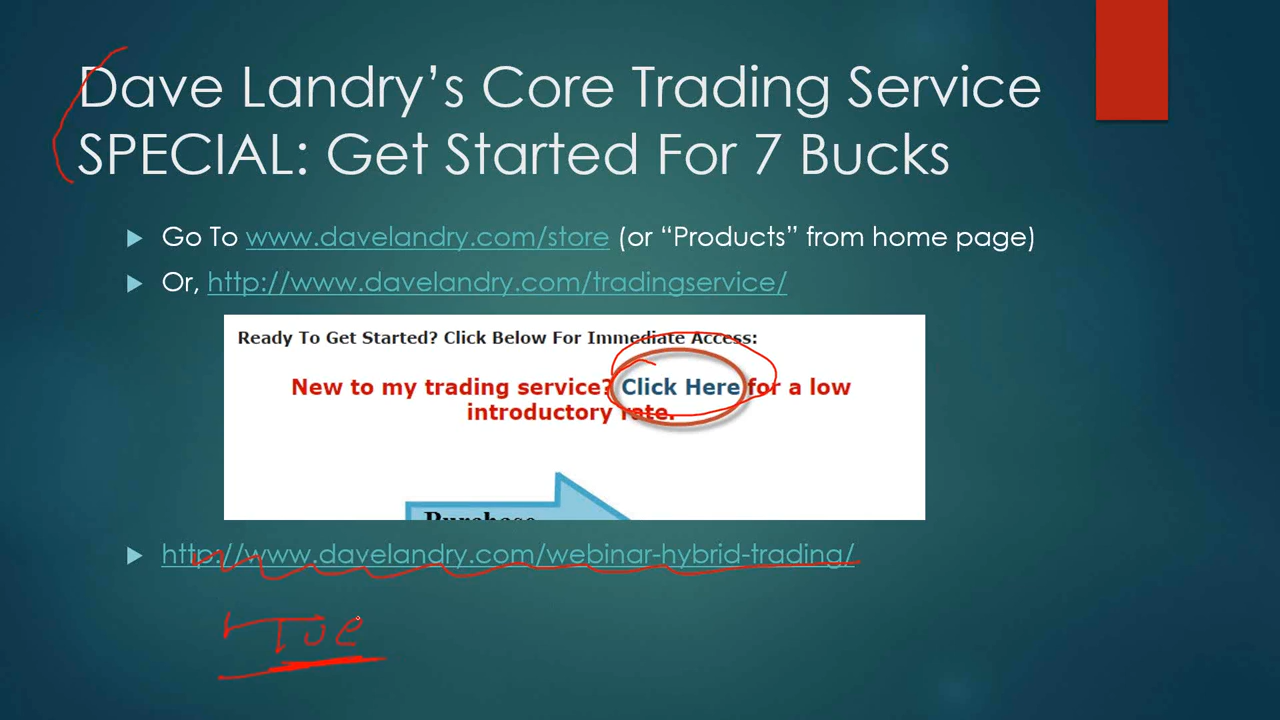 Dave Landry's Core Trading Service
SPECIAL: Get Started For 7 Bucks
Go To www.davelandry.com/store (or “Products” from home page)
Or, http://www.davelandry.com/tradingservice/
Ready To Get Started? Click Below For Immediate Access:
New to my trading service? Click Here for a low
introductory rate.
Purchase
http://www.davelandry.com/webinar-hybrid-trading/
Tue